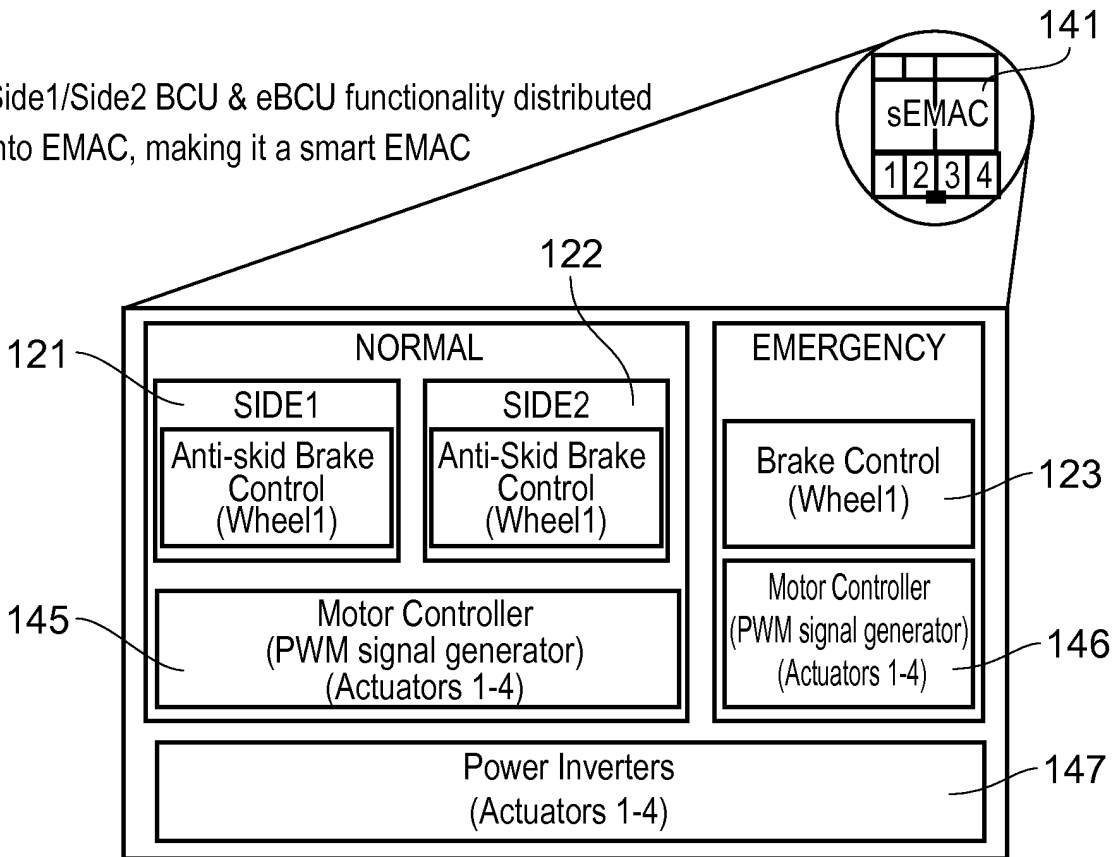 141
Side1/Side2 BCU & eBCU functionality distributed
into EMAC, making it a smart EMAC
sEMAC
1 2 3 4
122
121
NORMAL
EMERGENCY
SIDE1
SIDE2
Anti-skid Brake
Control
(Wheel1)
Anti-Skid Brake
Control
(Wheel1)
Brake Control
(Wheel1)
123
145
Motor Controller
(PWM signal generator)
(Actuators 1-4)
Motor Controller
(PWM signal generator)
(Actuators 1-4)
146
Power Inverters
(Actuators 1-4)
147